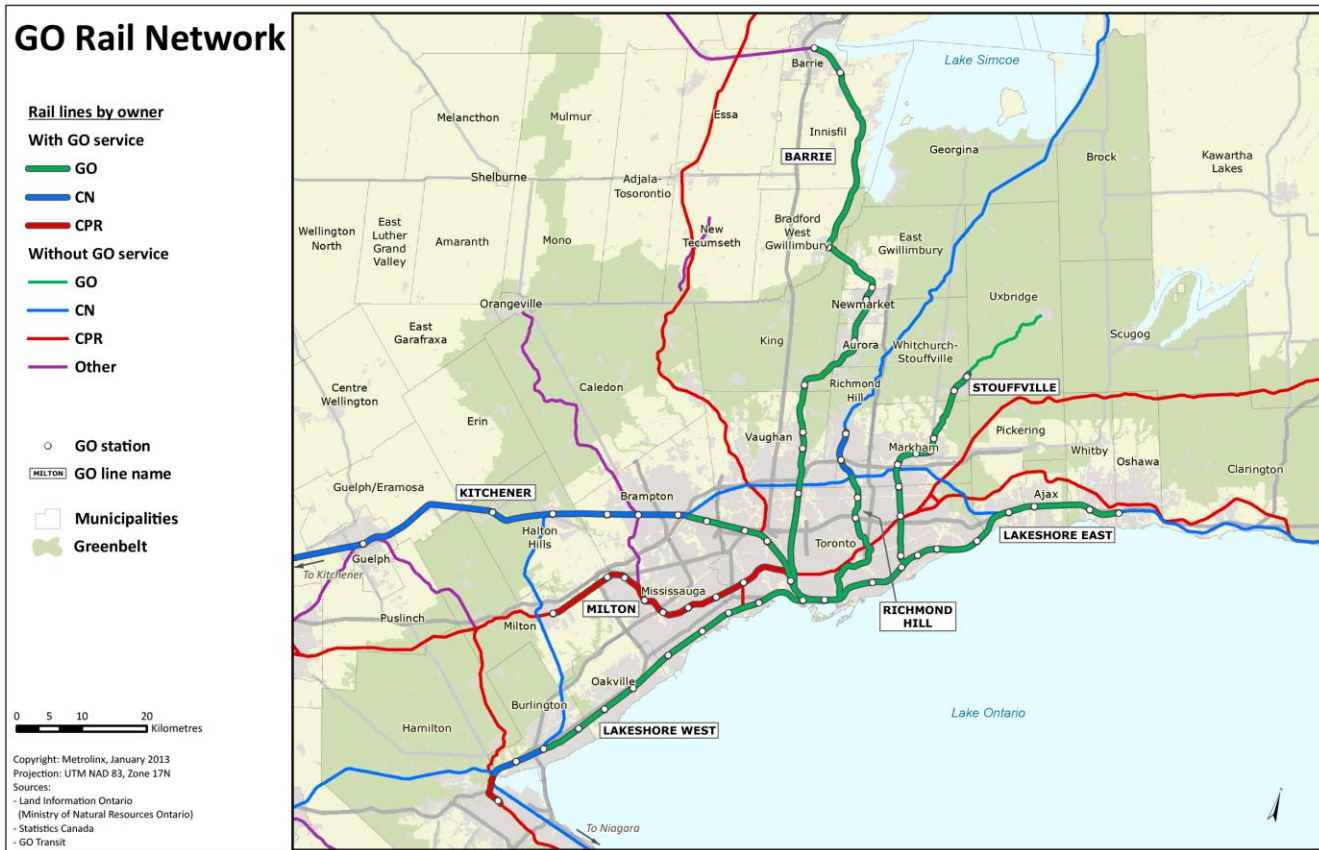 GO Rail Network
Rail lines by owner
With GO service
GO
CN
CPR
Without GO service
GO
CN
CPR
Other
GO station
MILTON
GO line name
Municipalities
Greenbelt
0 5 10 20
Kilometres
Copyright: Metrolinx, January 2013
Projection: UTM NAD 83, Zone 17N
Sources:
- Land Information Ontario
(Ministry of Natural Resources Ontario)
- Statistics Canada
- GO Transit
Barrie
Lake Simcoe
Melancthon
Mulmur
Essa
Innisfil
BARRIE
Georgina
Brock
Kawartha
Lakes
Shelburne
Adjala-
Tosorontio
Wellington
North
East
Luther
Grand
Valley
Amaranth
Mono
New
Tecumseth
Bradford
West
Gwillimbury
East
Gwillimbury
Orangeville
Newmarket
Uxbridge
Scugog
East
Garafraxa
King
Aurora
Whitchurch-
Stouffville
Centre
Wellington
Caledon
Richmond
Hill
STOUFFVILLE
Erin
Vaughan
Markham
Pickering
Whitby
Oshawa
Clarington
Guelph/Eramosa
KITCHENER
Brampton
Ajax
Halton
Hills
Toronto
LAKESHORE EAST
Guelph
To Kitchener
Mississauga
MILTON
RICHMOND
HILL
Puslinch
Milton
Oakville
Burlington
Hamilton
LAKESHORE WEST
Lake Ontario
To Niagara